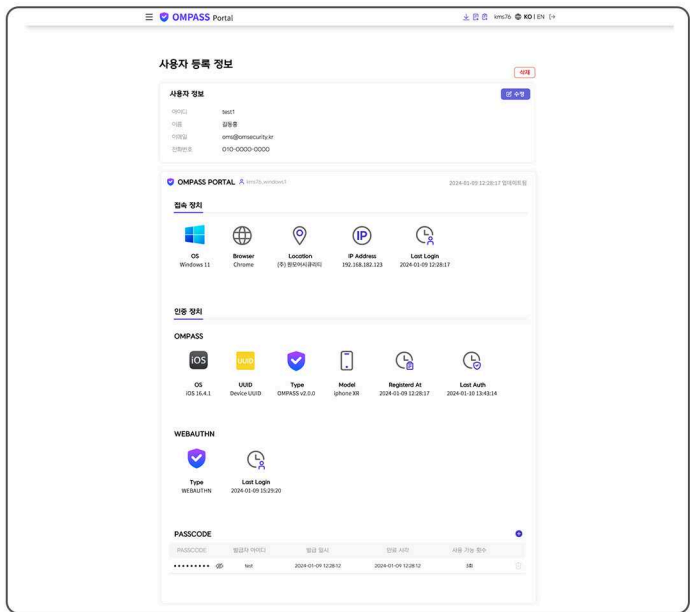 OMPASS Portal
kms76 KO | EN
사용자 등록 정보
삭제
사용자 정보
수정
아이디 test1
이름 김동홍
이메일 oms@omsecurity.kr
전화번호 010-0000-0000
OMPASS PORTAL kms76_windows1
2024-01-09 12:28:17 업데이트됨
접속 장치
OS Browser Location IP Address Last Login
Windows 11 Chrome (주) 원모어시큐리티 192.168.182.123 2024-01-09 12:28:17
인증 장치
OMPASS
iOS UUID
OS UUID Type Model Registerd At Last Auth
iOS 16.4.1 Device UUID OMPASS v2.0.0 iphone XR 2024-01-09 12:28:17 2024-01-10 13:43:14
WEBAUTHN
Type Last Login
WEBAUTHN 2024-01-09 15:29:20
PASSCODE
PASSCODE 발급자 아이디 발급 일시 만료 시각 사용 가능 횟수
••••••••• test 2024-01-09 12:28:12 2024-01-09 12:28:12 1회